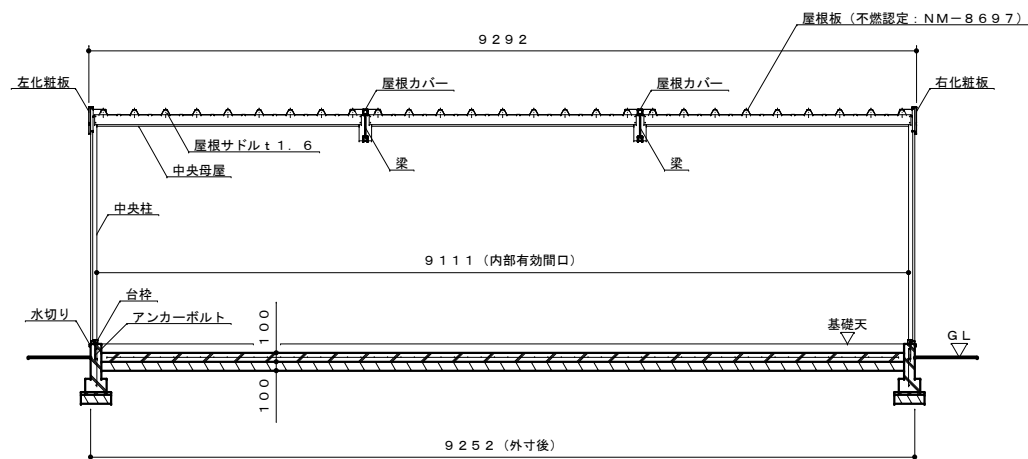 屋根板（不燃認定：NM－８６９７）
９２９２
左化粧板
屋根カバー
屋根カバー
右化粧板
屋根サドルｔ１．６
中央母屋
梁
梁
中央柱
９１１１（内部有効間口）
台枠
水切り
アンカーボルト
１００
基礎天
ＧＬ
１００
９２５２（外寸後）